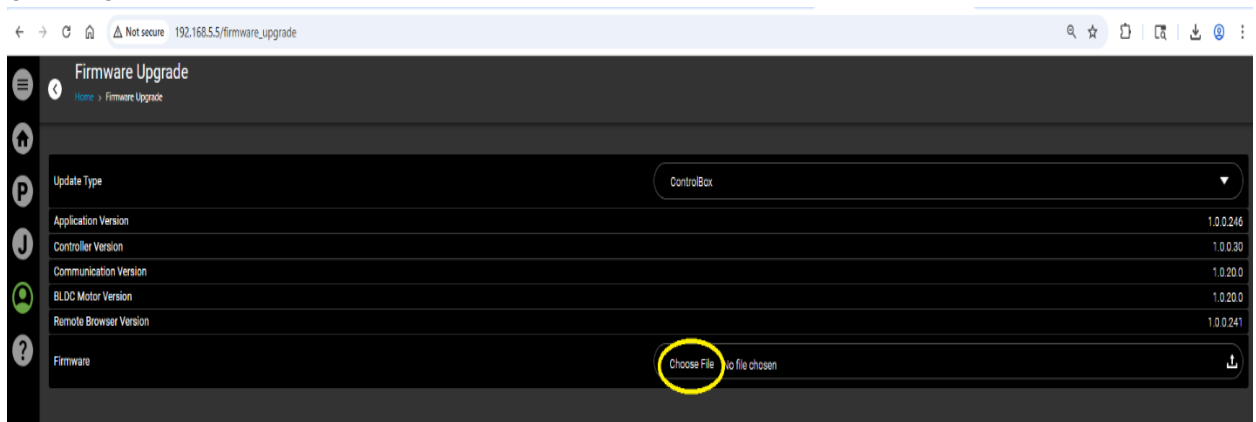 Not secure 192.168.5.5/firmware_upgrade
Firmware Upgrade
Home > Firmware Upgrade
P
J
?
Update Type ControlBox
Application Version 1.0.0.246
Controller Version 1.0.0.30
Communication Version 1.0.20.0
BLDC Motor Version 1.0.20.0
Remote Browser Version 1.0.0.241
Firmware Choose File No file chosen